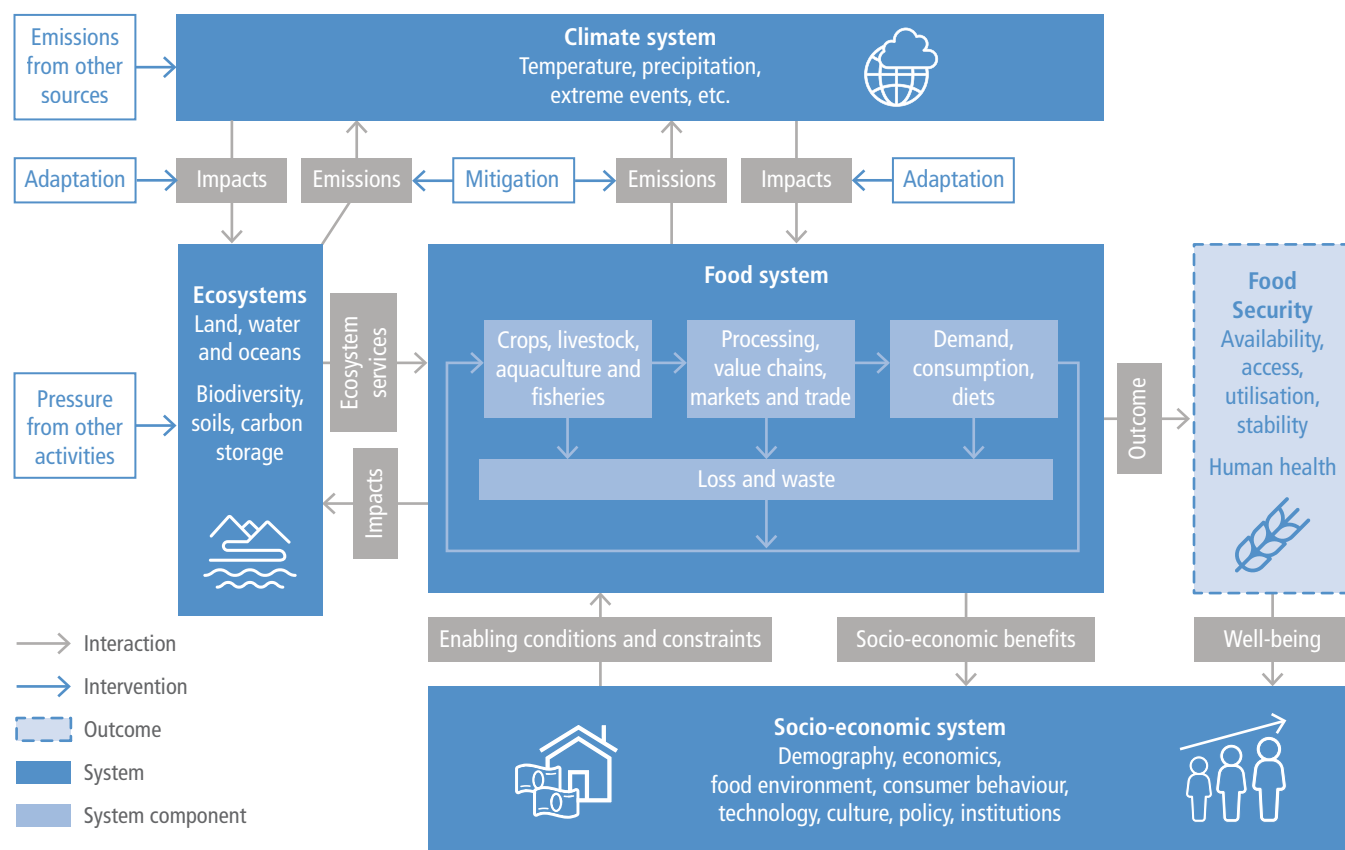 Emissions
from other
sources
Climate system
Temperature, precipitation,
extreme events, etc.
Adaptation
Impacts
Emissions
Mitigation
Emissions
Impacts
Adaptation
Ecosystems
Land, water
and oceans
Biodiversity,
soils, carbon
storage
Pressure
from other
activities
Ecosystem
services
Impacts
Food system
Crops, livestock,
aquaculture and
fisheries
Processing,
value chains,
markets and trade
Demand,
consumption,
diets
Loss and waste
Outcome
Food
Security
Availability,
access,
utilisation,
stability
Human health
Enabling conditions and constraints
Socio-economic benefits
Well-being
Socio-economic system
Demography, economics,
food environment, consumer behaviour,
technology, culture, policy, institutions
Interaction
Intervention
Outcome
System
System component